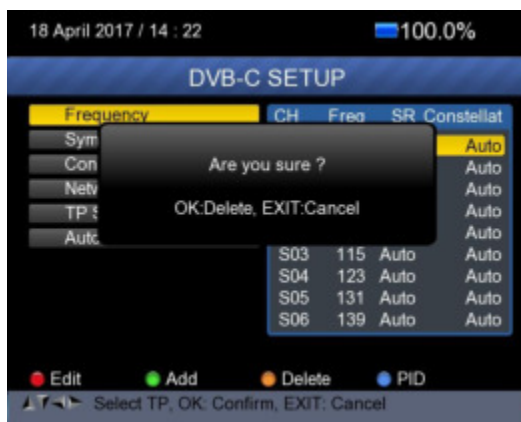 18 April 2017 / 14 : 22 100.0%
DVB-C SETUP
Frequency
CH Freq SR Constellat
Auto
Auto
Auto
Auto
Auto
Are you sure ?
OK:Delete, EXIT:Cancel
S03 115 Auto Auto
S04 123 Auto Auto
S05 131 Auto Auto
S06 139 Auto Auto
Edit Add Delete PID
Select TP, OK: Confirm, EXIT: Cancel